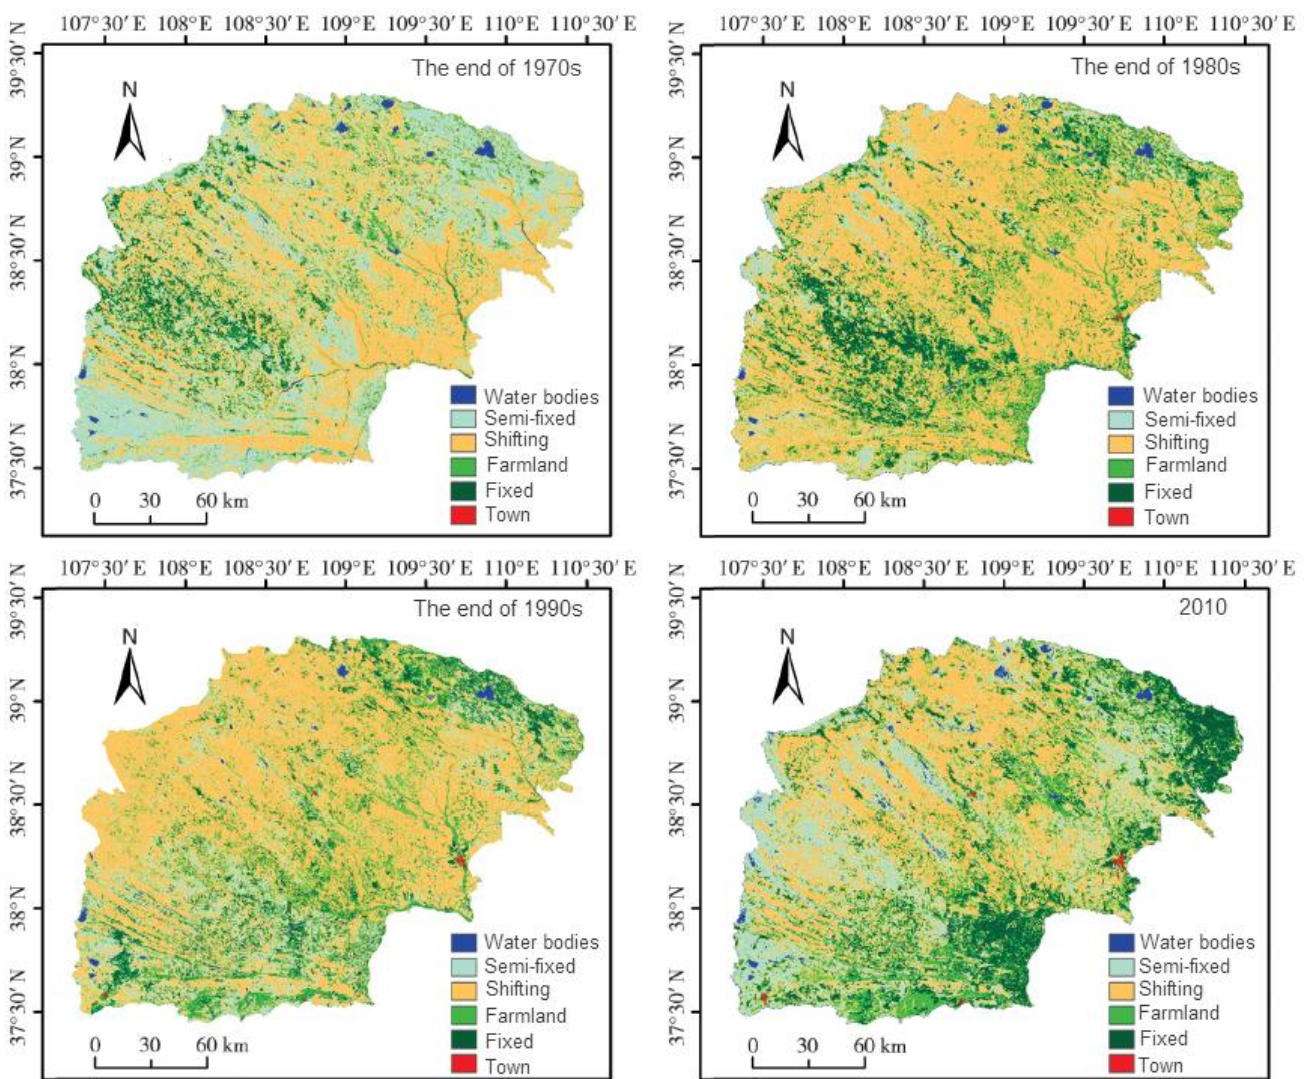 107°30′ E 108°E 108°30′ E 109°E 109°30′ E 110°E 110°30′ E
39°30′ N
39°N
38°30′ N
38°N
37°30′ N
The end of 1970s
N
Water bodies
Semi-fixed
Shifting
Farmland
Fixed
Town
0 30 60 km
107°30′ E 108°E 108°30′ E 109°E 109°30′ E 110°E 110°30′ E
39°30′ N
39°N
38°30′ N
38°N
37°30′ N
The end of 1980s
N
Water bodies
Semi-fixed
Shifting
Farmland
Fixed
Town
0 30 60 km
107°30′ E 108°E 108°30′ E 109°E 109°30′ E 110°E 110°30′ E
39°30′ N
39°N
38°30′ N
38°N
37°30′ N
The end of 1990s
N
Water bodies
Semi-fixed
Shifting
Farmland
Fixed
Town
0 30 60 km
107°30′ E 108°E 108°30′ E 109°E 109°30′ E 110°E 110°30′ E
39°30′ N
39°N
38°30′ N
38°N
37°30′ N
2010
N
Water bodies
Semi-fixed
Shifting
Farmland
Fixed
Town
0 30 60 km